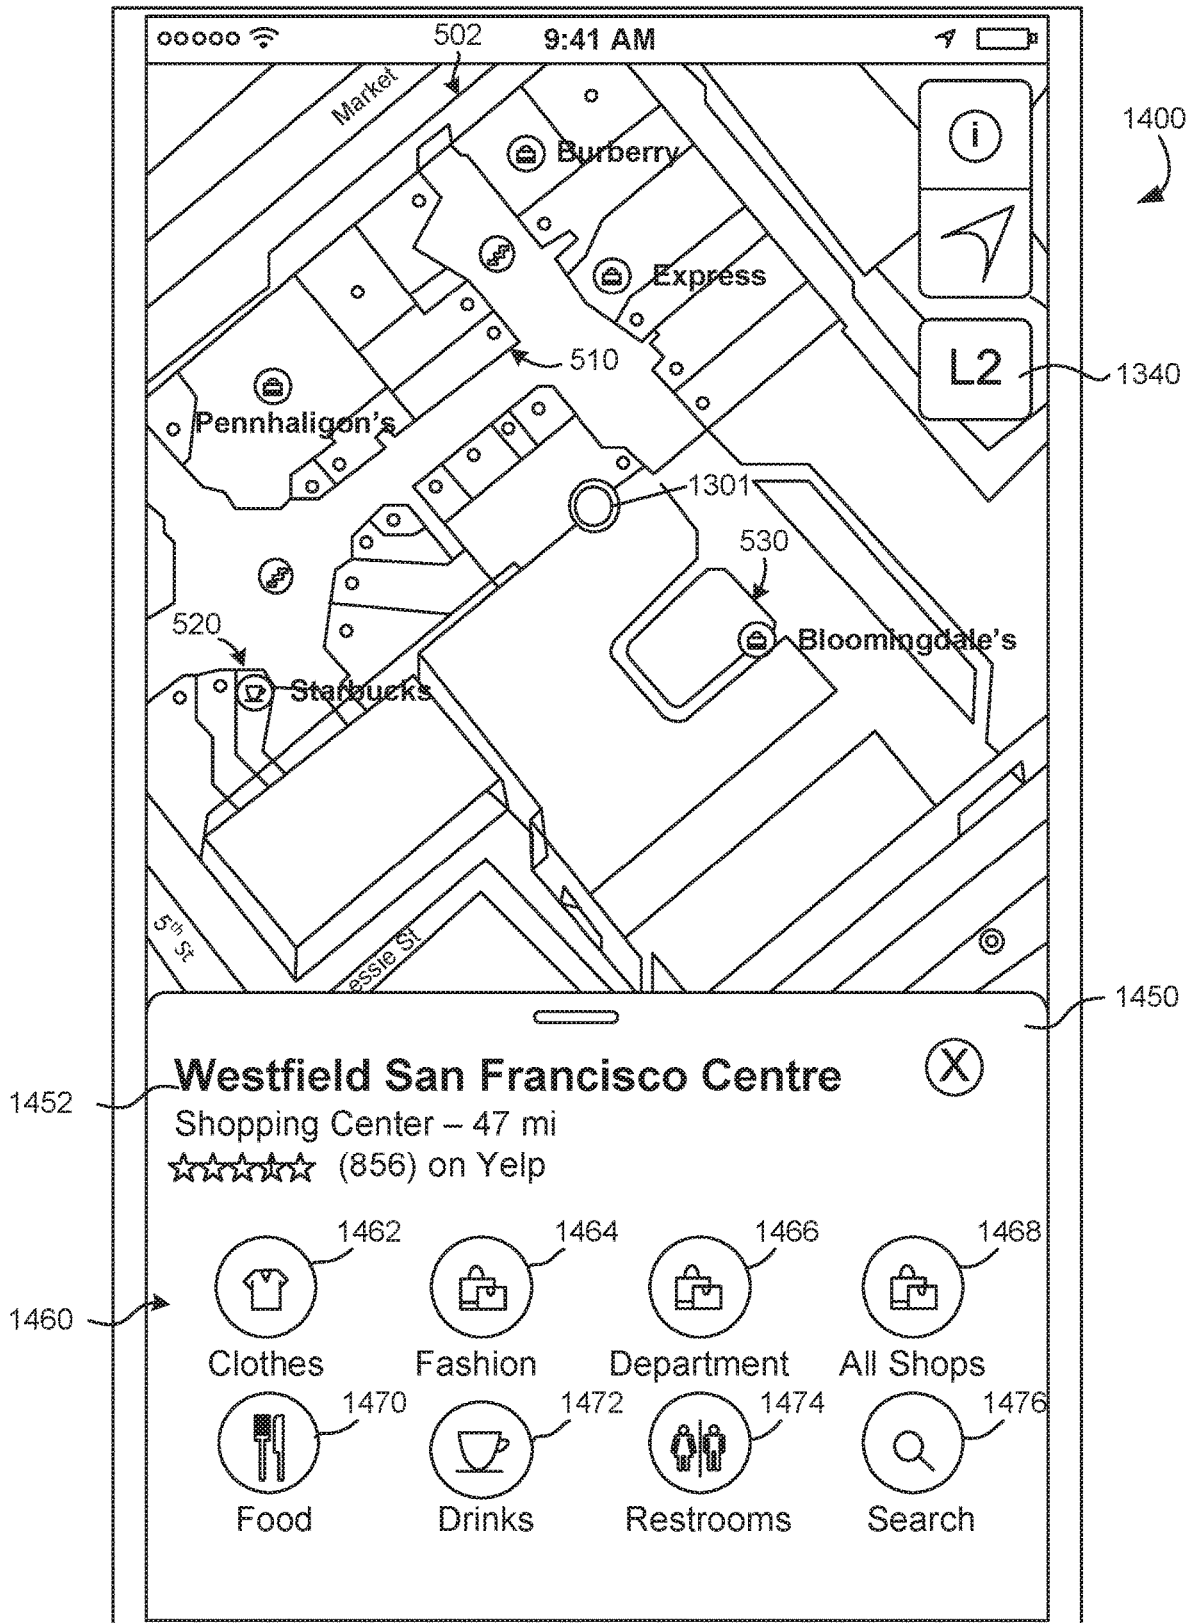 502
9:41 AM
Market
i
1400
Burberry
Express
510
L2
1340
Pennhaligon's
1301
530
520
Bloomingdale's
Starbucks
5th St
essie St
1450
Westfield San Francisco Centre
X
1452
Shopping Center – 47 mi
(856) on Yelp
1462 1464 1466 1468
1460
Clothes Fashion Department All Shops
1470 1472 1474 1476
Food Drinks Restrooms Search